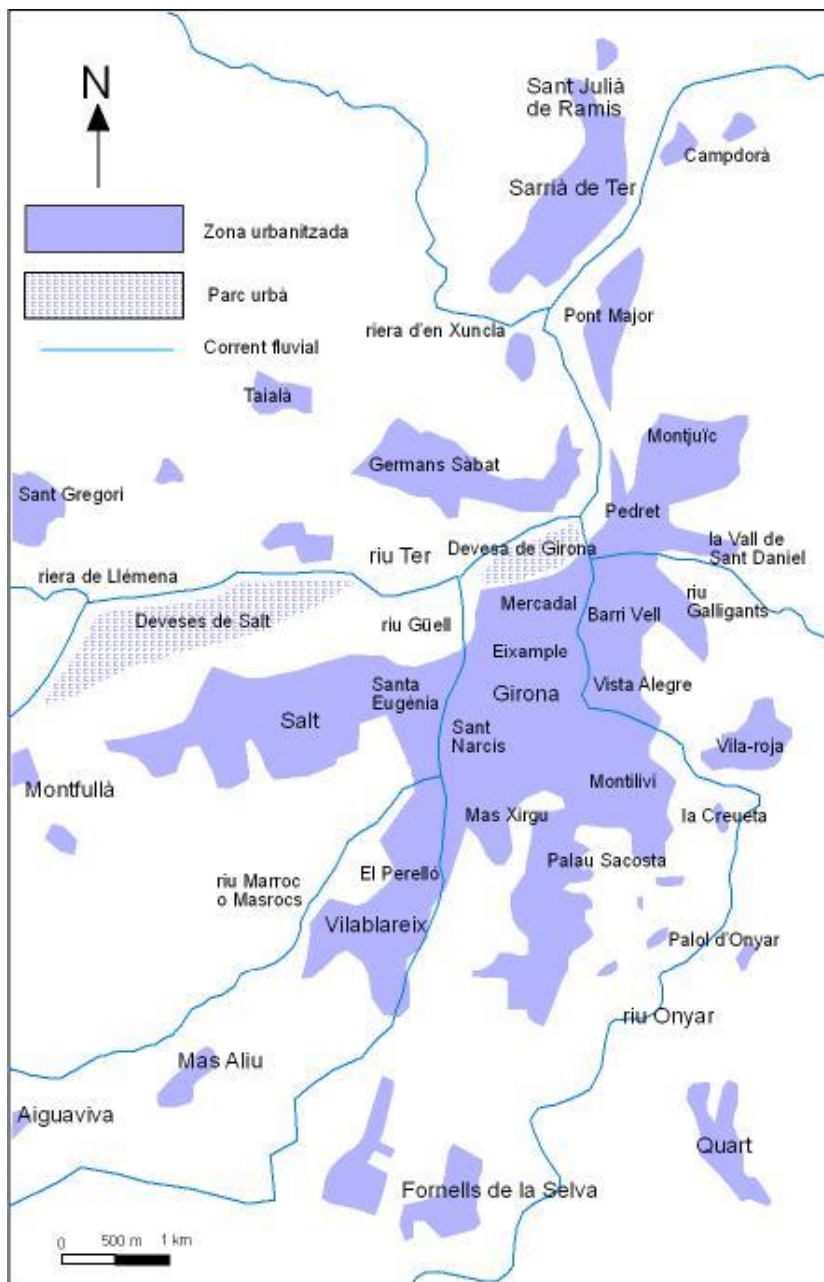 N
Zona urbanitzada
Parc urbà
Corrent fluvial
Sant Julià
de Ramis
Campdorà
Sarrià de Ter
riera d'en Xuncla
Pont Major
Taialà
Montjuïc
Germans Sabat
Sant Gregori
Pedret
la Vall de
Sant Daniel
riu Ter
Devesa de Girona
riera de Llémena
riu
Galligants
Mercadal
Barri Vell
Deveses de Salt
riu Güell
Eixample
Santa
Eugènia
Girona
Vista Alegre
Salt
Sant
Narcís
Vila-roja
Montfullà
Montilivi
Mas Xirgu
la Creueta
Palau Sacosta
El Perelló
riu Marroc
o Masrocs
Vilablareix
Palol d'Onyar
riu Onyar
Mas Aliu
Aiguaviva
Quart
Fornells de la Selva
0 500 m 1 km